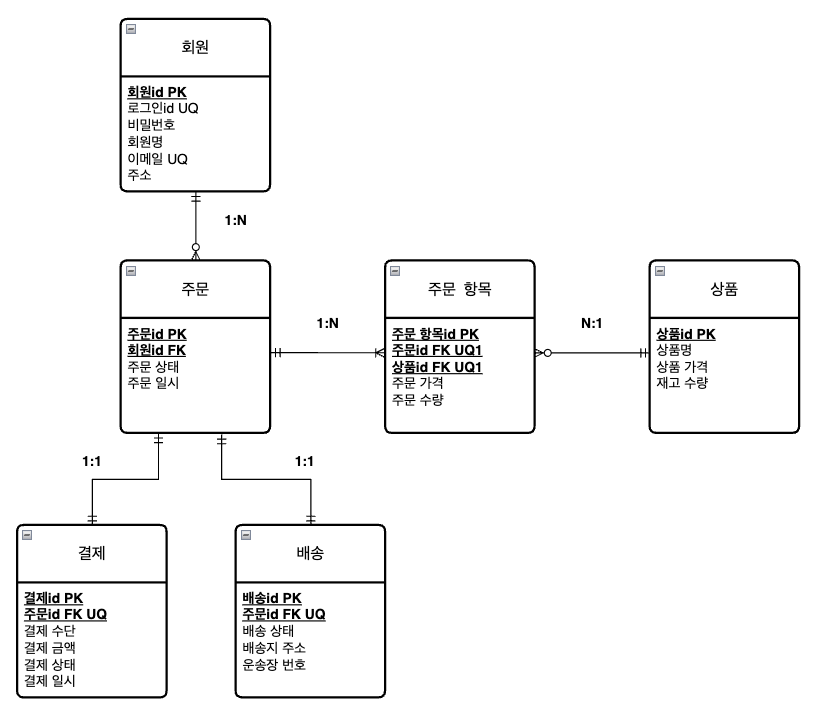 회원
회원id PK
로그인id UQ
비밀번호
회원명
이메일 UQ
주소
1:N
주문
주문id PK
회원id FK
주문 상태
주문 일시
1:N
주문 항목
주문 항목id PK
주문id FK UQ1
상품id FK UQ1
주문 가격
주문 수량
N:1
상품
상품id PK
상품명
상품 가격
재고 수량
1:1
1:1
결제
결제id PK
주문id FK UQ
결제 수단
결제 금액
결제 상태
결제 일시
배송
배송id PK
주문id FK UQ
배송 상태
배송지 주소
운송장 번호